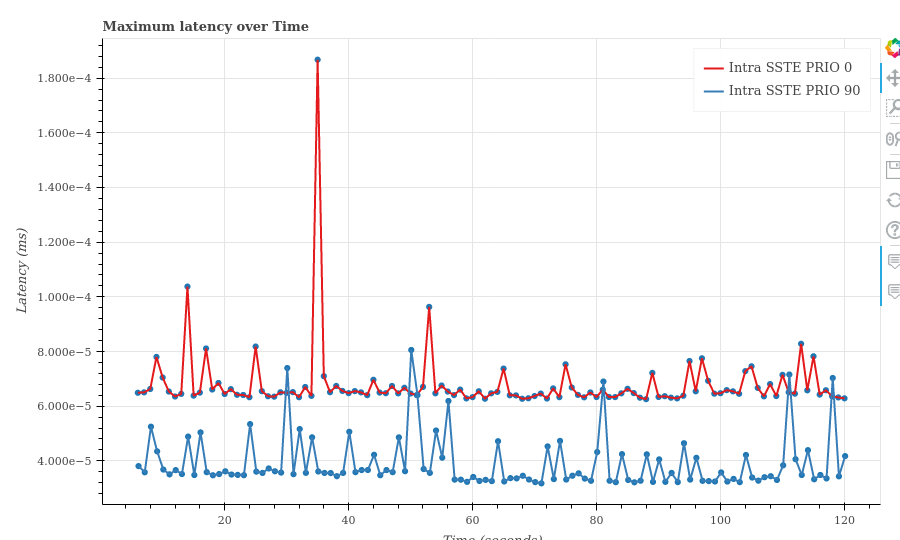 Maximum latency over Time
Intra SSTE PRIO 0
Intra SSTE PRIO 90
1.800e−4
1.600e−4
1.400e−4
1.200e−4
1.000e−4
8.000e−5
6.000e−5
4.000e−5
Latency (ms)
20
40
60
80
100
120
Time (seconds)